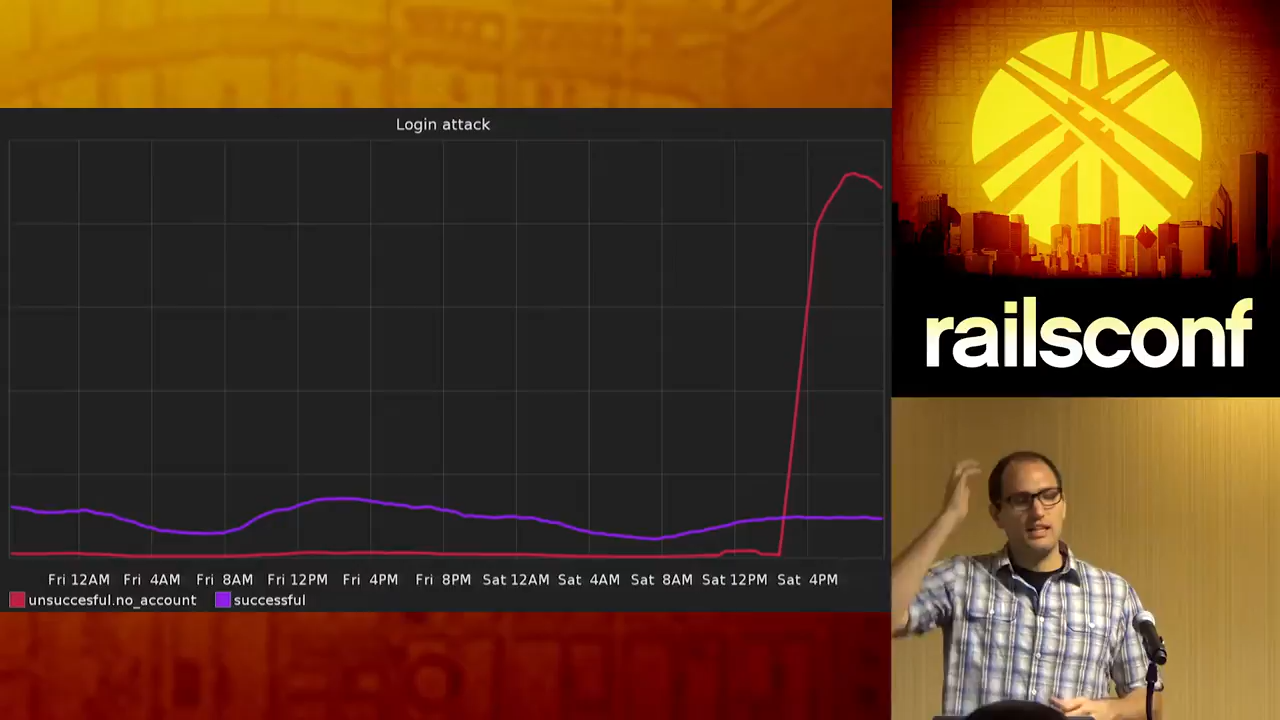 Login attack
Fri 12AM Fri 4AM Fri 8AM Fri 12PM Fri 4PM Fri 8PM Sat 12AM Sat 4AM Sat 8AM Sat 12PM Sat 4PM
unsuccesful.no_account successful
railsconf